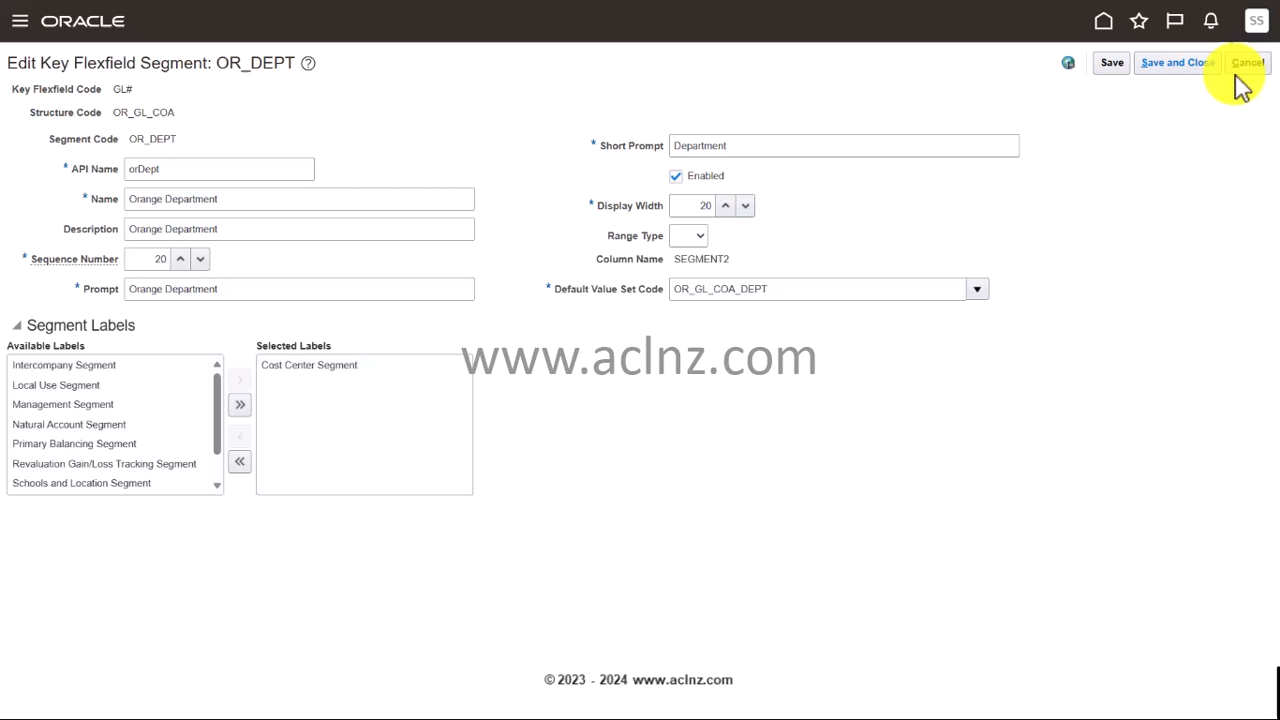 ORACLE
SS
Edit Key Flexfield Segment: OR_DEPT
Save
Save and Close
Cancel
Key Flexfield Code GL#
Structure Code OR_GL_COA
Segment Code OR_DEPT
* API Name orDept
* Name Orange Department
Description Orange Department
* Sequence Number 20
* Prompt Orange Department
* Short Prompt Department
Enabled
* Display Width 20
Range Type
Column Name SEGMENT2
* Default Value Set Code OR_GL_COA_DEPT
Segment Labels
Available Labels
Intercompany Segment
Local Use Segment
Management Segment
Natural Account Segment
Primary Balancing Segment
Revaluation Gain/Loss Tracking Segment
Schools and Location Segment
Selected Labels
Cost Center Segment
www.aclnz.com
© 2023 - 2024 www.aclnz.com